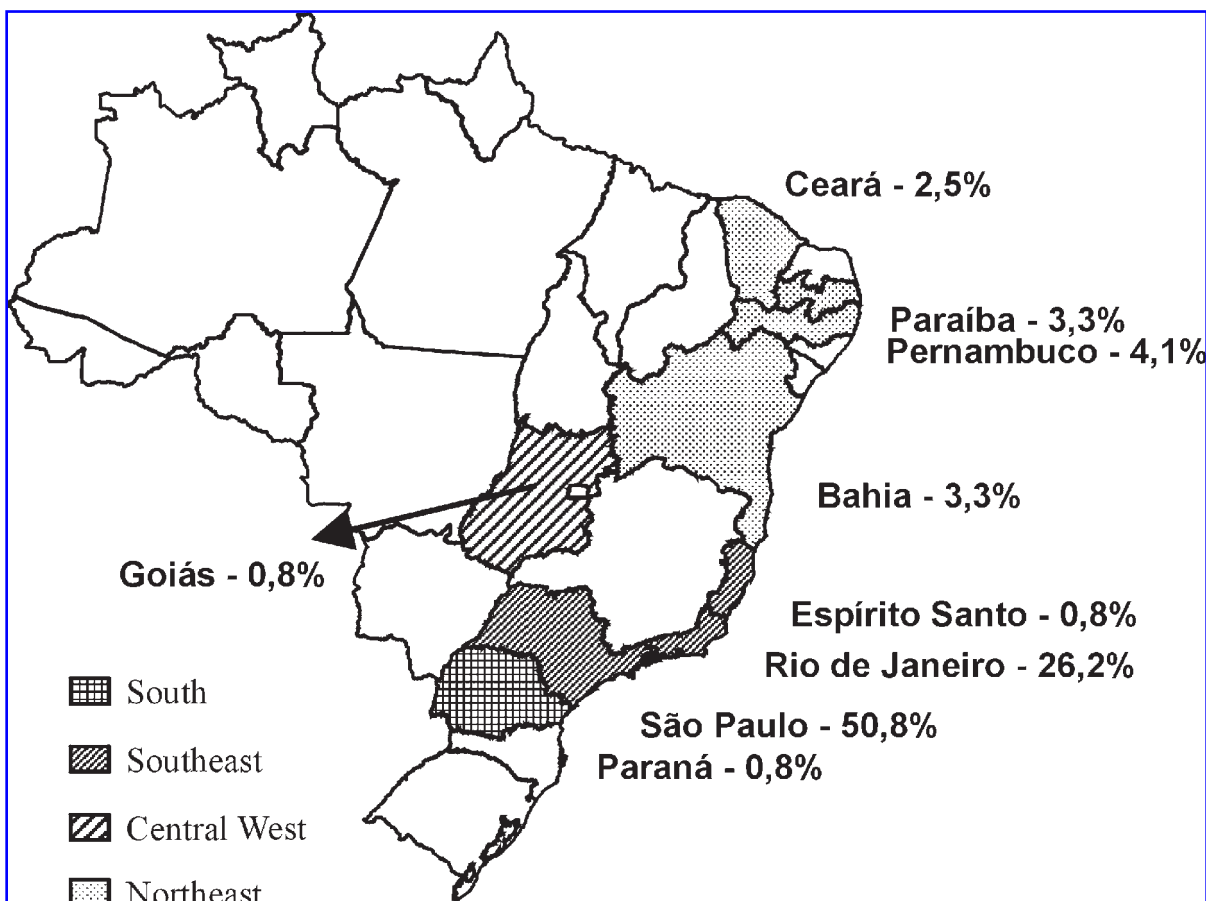 Ceará - 2,5%
Paraíba - 3,3%
Pernambuco - 4,1%
Bahia - 3,3%
Goiás - 0,8%
Espírito Santo - 0,8%
Rio de Janeiro - 26,2%
São Paulo - 50,8%
Paraná - 0,8%
South
Southeast
Central West
Northeast